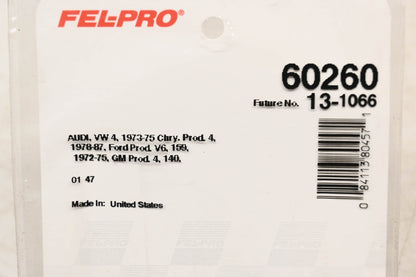 FEL-PRO®
60260
Future No. 13-1066
AUDI, VW 4, 1973-75 Chry. Prod. 4,
1978-87, Ford Prod. V6, 159,
1972-75, GM Prod. 4, 140.
01 47
Made in: United States
0 84113 80457 1